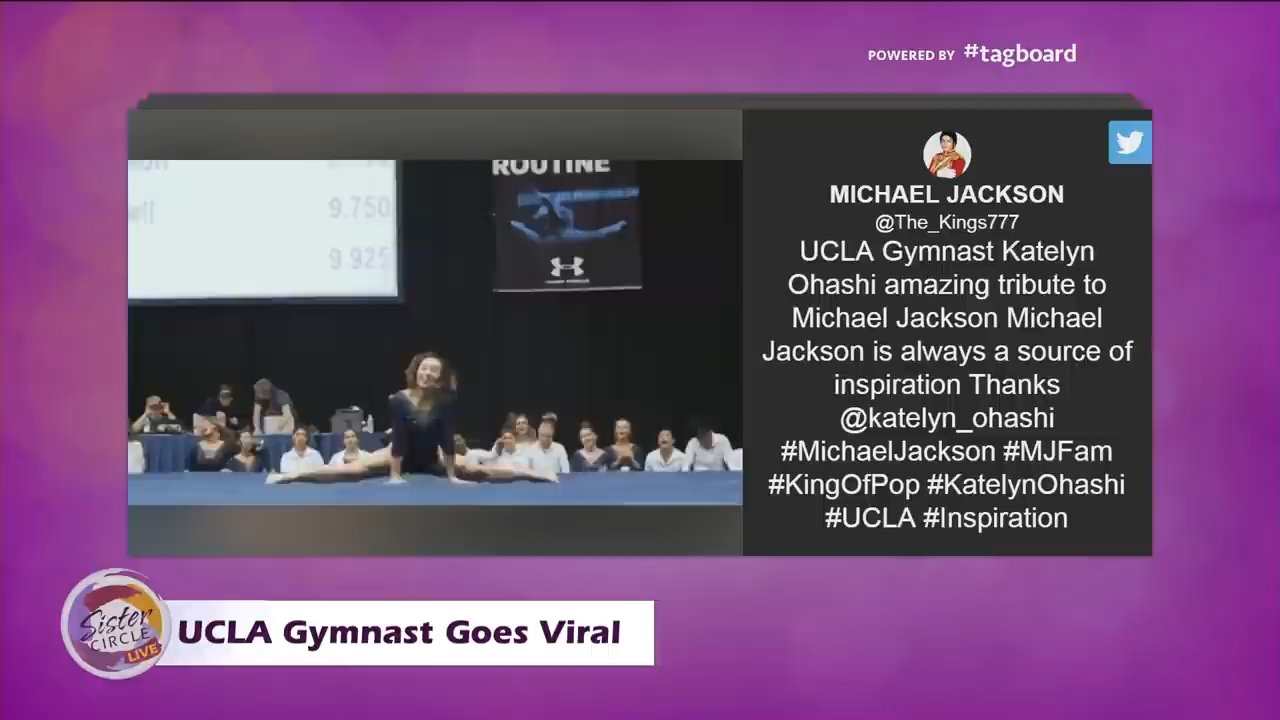 POWERED BY #tagboard
ROUTINE
9.750
9.925
MICHAEL JACKSON
@The_Kings777
UCLA Gymnast Katelyn
Ohashi amazing tribute to
Michael Jackson Michael
Jackson is always a source of
inspiration Thanks
@katelyn_ohashi
#MichaelJackson #MJFam
#KingOfPop #KatelynOhashi
#UCLA #Inspiration
Sister
CIRCLE
LIVE
UCLA Gymnast Goes Viral